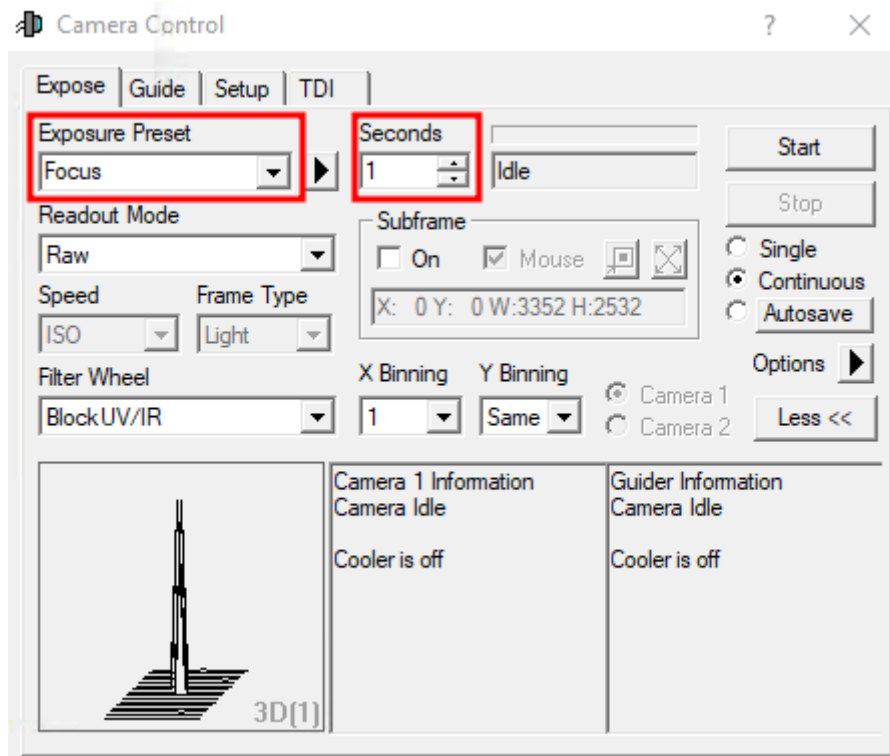 Camera Control
?
Expose Guide Setup TDI
Exposure Preset
Focus
Seconds
1
Idle
Start
Stop
Readout Mode
Raw
Subframe
On Mouse
X: 0 Y: 0 W:3352 H:2532
Single
Continuous
Autosave
Speed Frame Type
ISO Light
Filter Wheel
BlockUV/IR
X Binning Y Binning
1 Same
Camera 1
Camera 2
Options
Less <<
3D(1)
Camera 1 Information
Camera Idle
Cooler is off
Guider Information
Camera Idle
Cooler is off